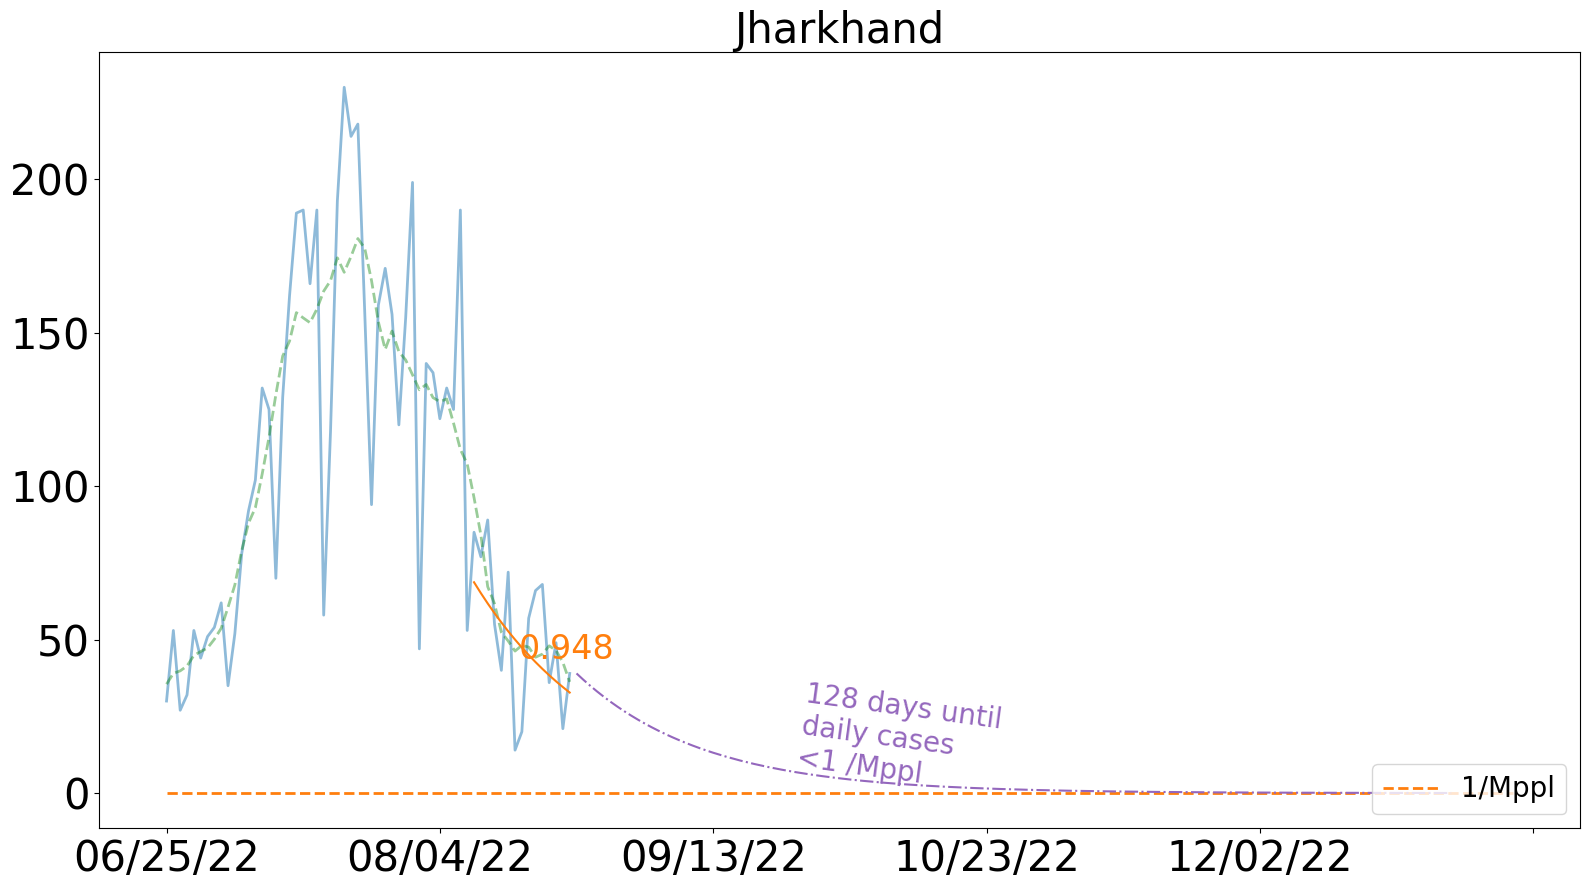 Jharkhand
200
150
100
50
0
0.948
128 days until
daily cases
<1 /Mppl
1/Mppl
06/25/22
08/04/22
09/13/22
10/23/22
12/02/22